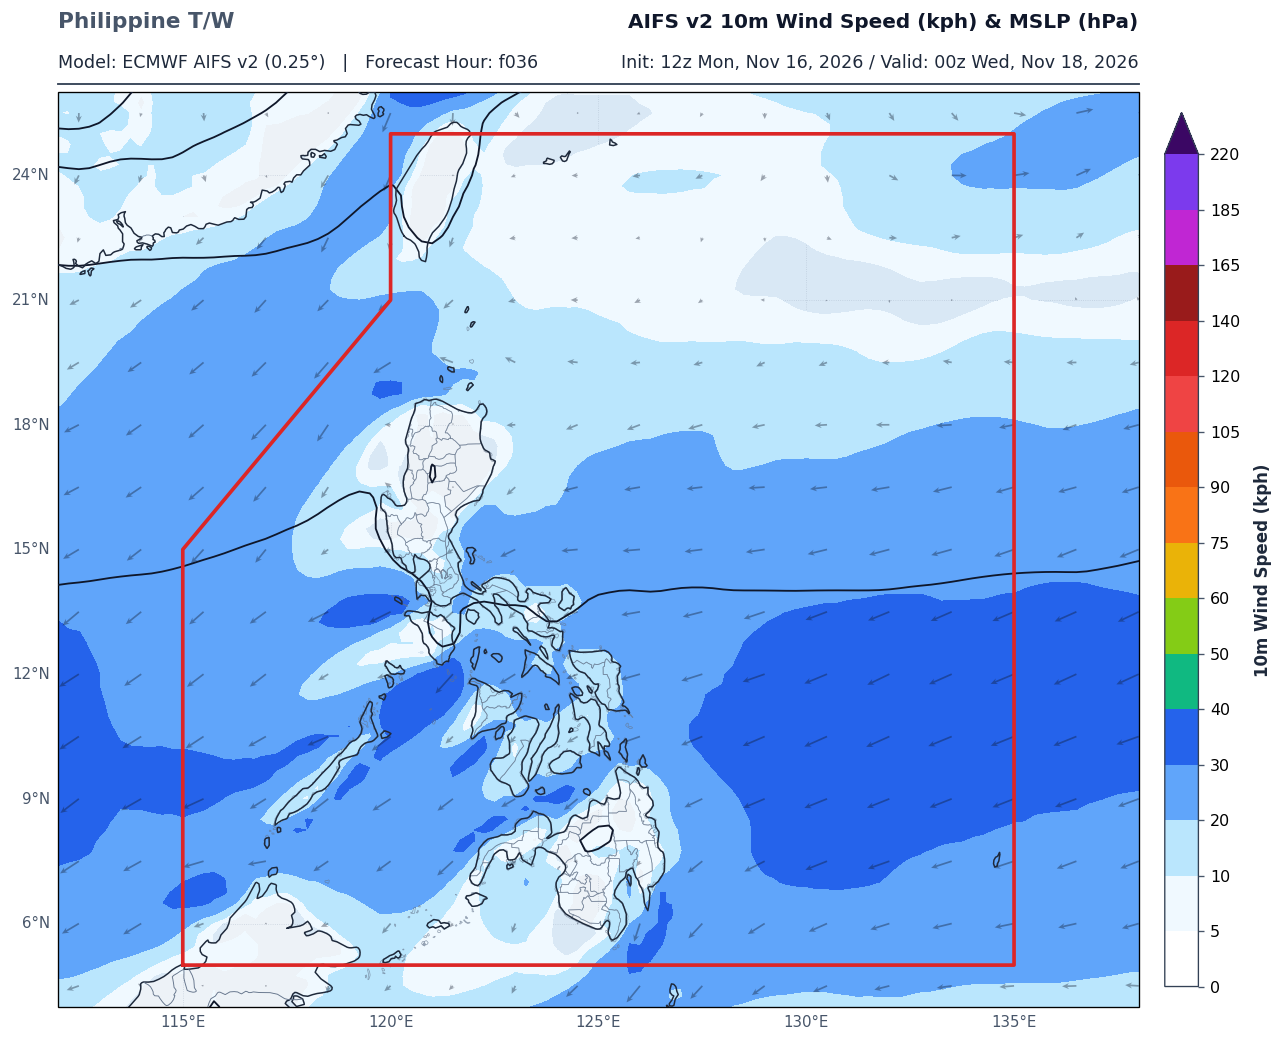 Philippine T/W
AIFS v2 10m Wind Speed (kph) & MSLP (hPa)
Model: ECMWF AIFS v2 (0.25°) | Forecast Hour: f036
Init: 12z Mon, Nov 16, 2026 / Valid: 00z Wed, Nov 18, 2026
24°N
21°N
18°N
15°N
12°N
9°N
6°N
115°E
120°E
125°E
130°E
135°E
220
185
165
140
120
105
90
75
60
50
40
30
20
10
5
0
10m Wind Speed (kph)